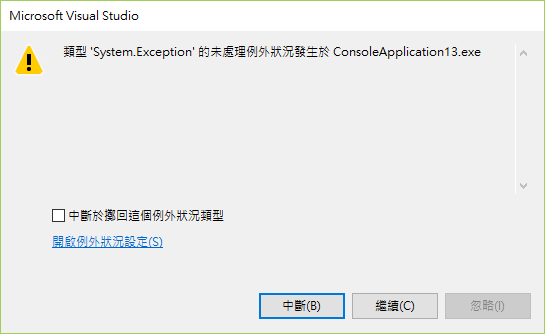 Microsoft Visual Studio
類型 'System.Exception' 的未處理例外狀況發生於 ConsoleApplication13.exe
中斷於擲回這個例外狀況類型
開啟例外狀況設定(S)
中斷(B) 繼續(C) 忽略(I)